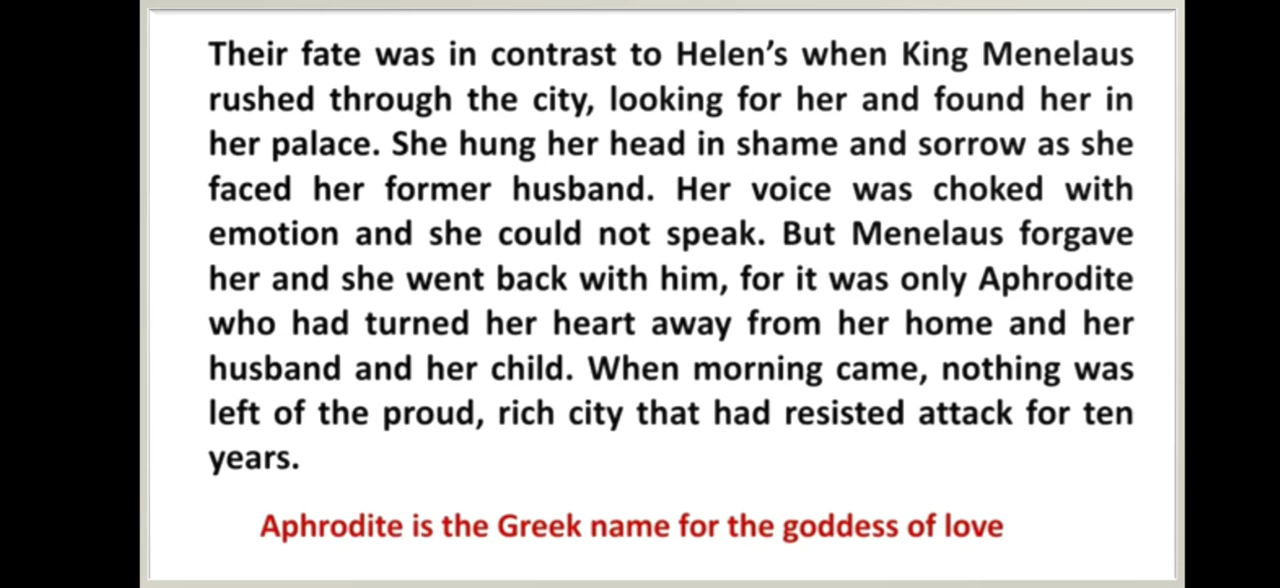 Their fate was in contrast to Helen's when King Menelaus
rushed through the city, looking for her and found her in
her palace. She hung her head in shame and sorrow as she
faced her former husband. Her voice was choked with
emotion and she could not speak. But Menelaus forgave
her and she went back with him, for it was only Aphrodite
who had turned her heart away from her home and her
husband and her child. When morning came, nothing was
left of the proud, rich city that had resisted attack for ten
years.
Aphrodite is the Greek name for the goddess of love